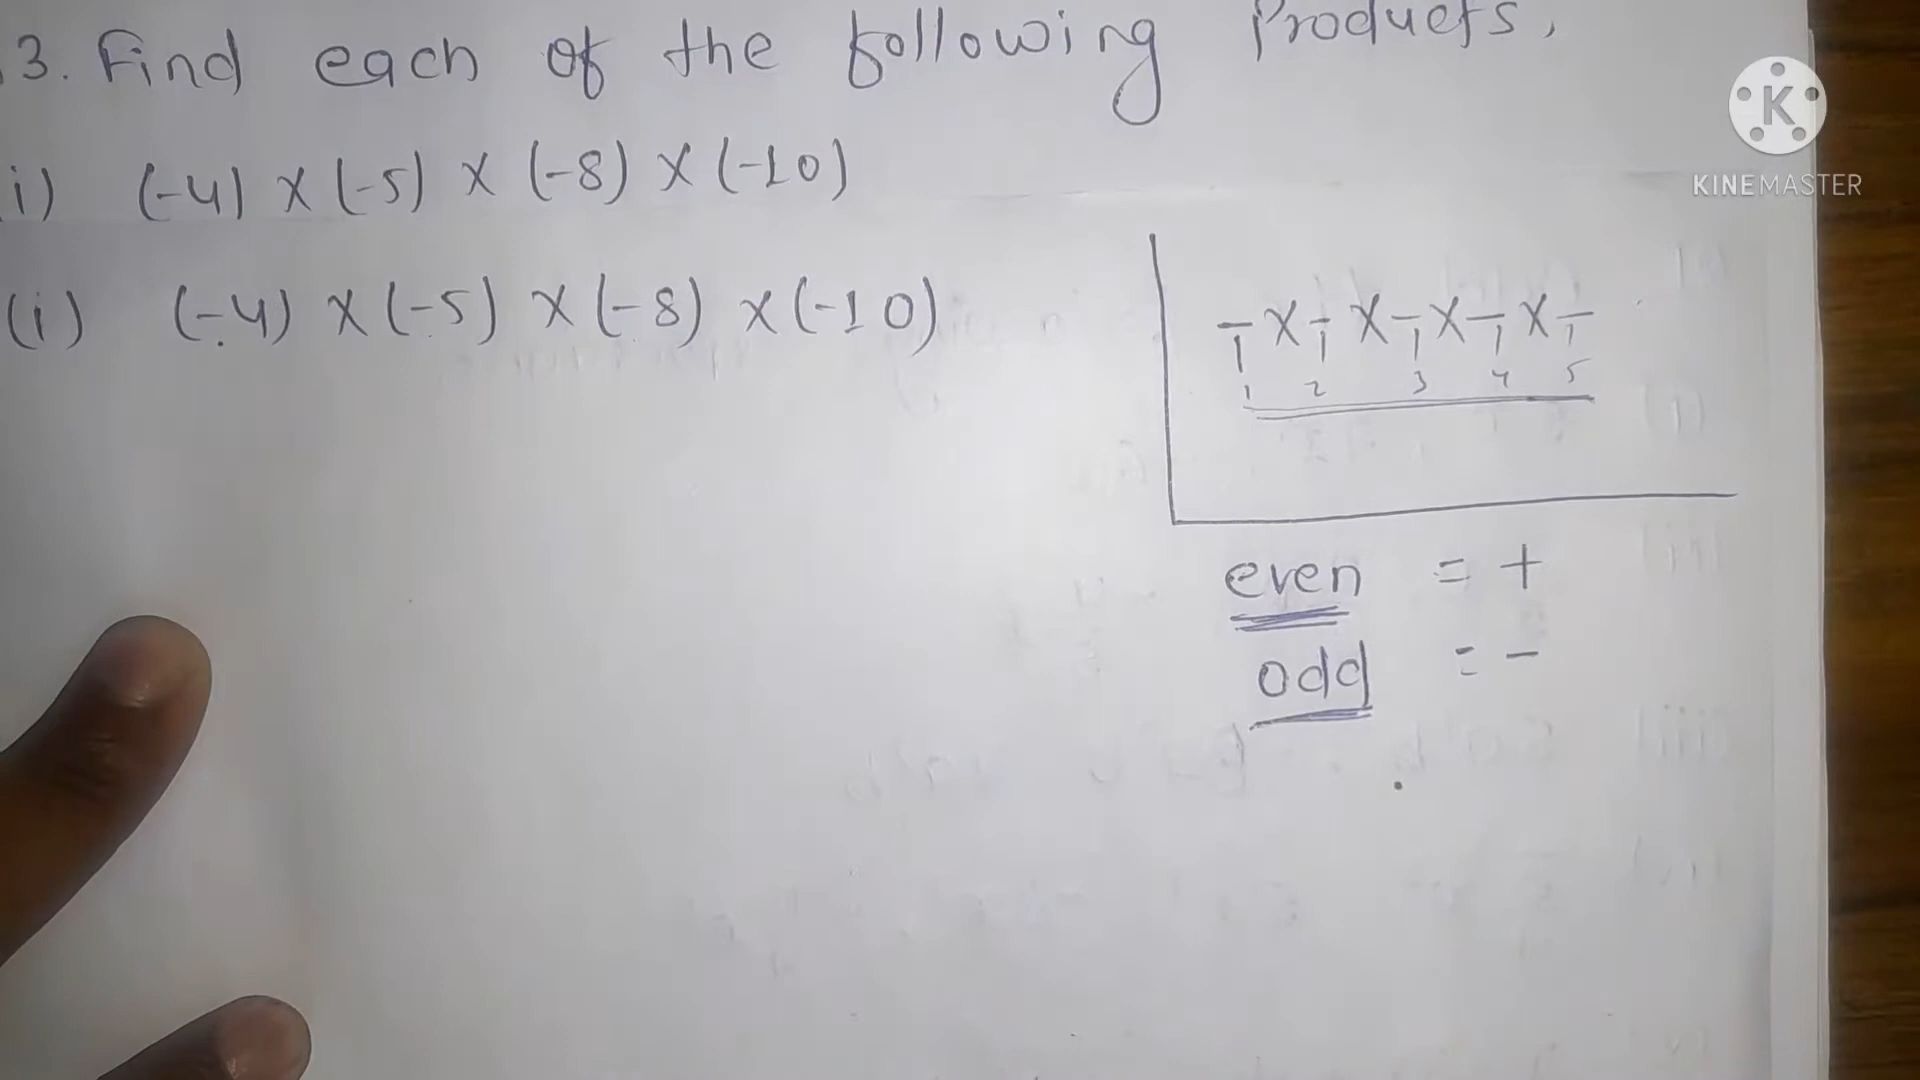 3. Find each of the following Products,
i) (-4) x (-5) x (-8) x (-10)
(i) (-4) x (-5) x (-8) x (-10)
K
KINEMASTER
- x - x - x - x -
1 2 3 4 5
even = +
odd = -